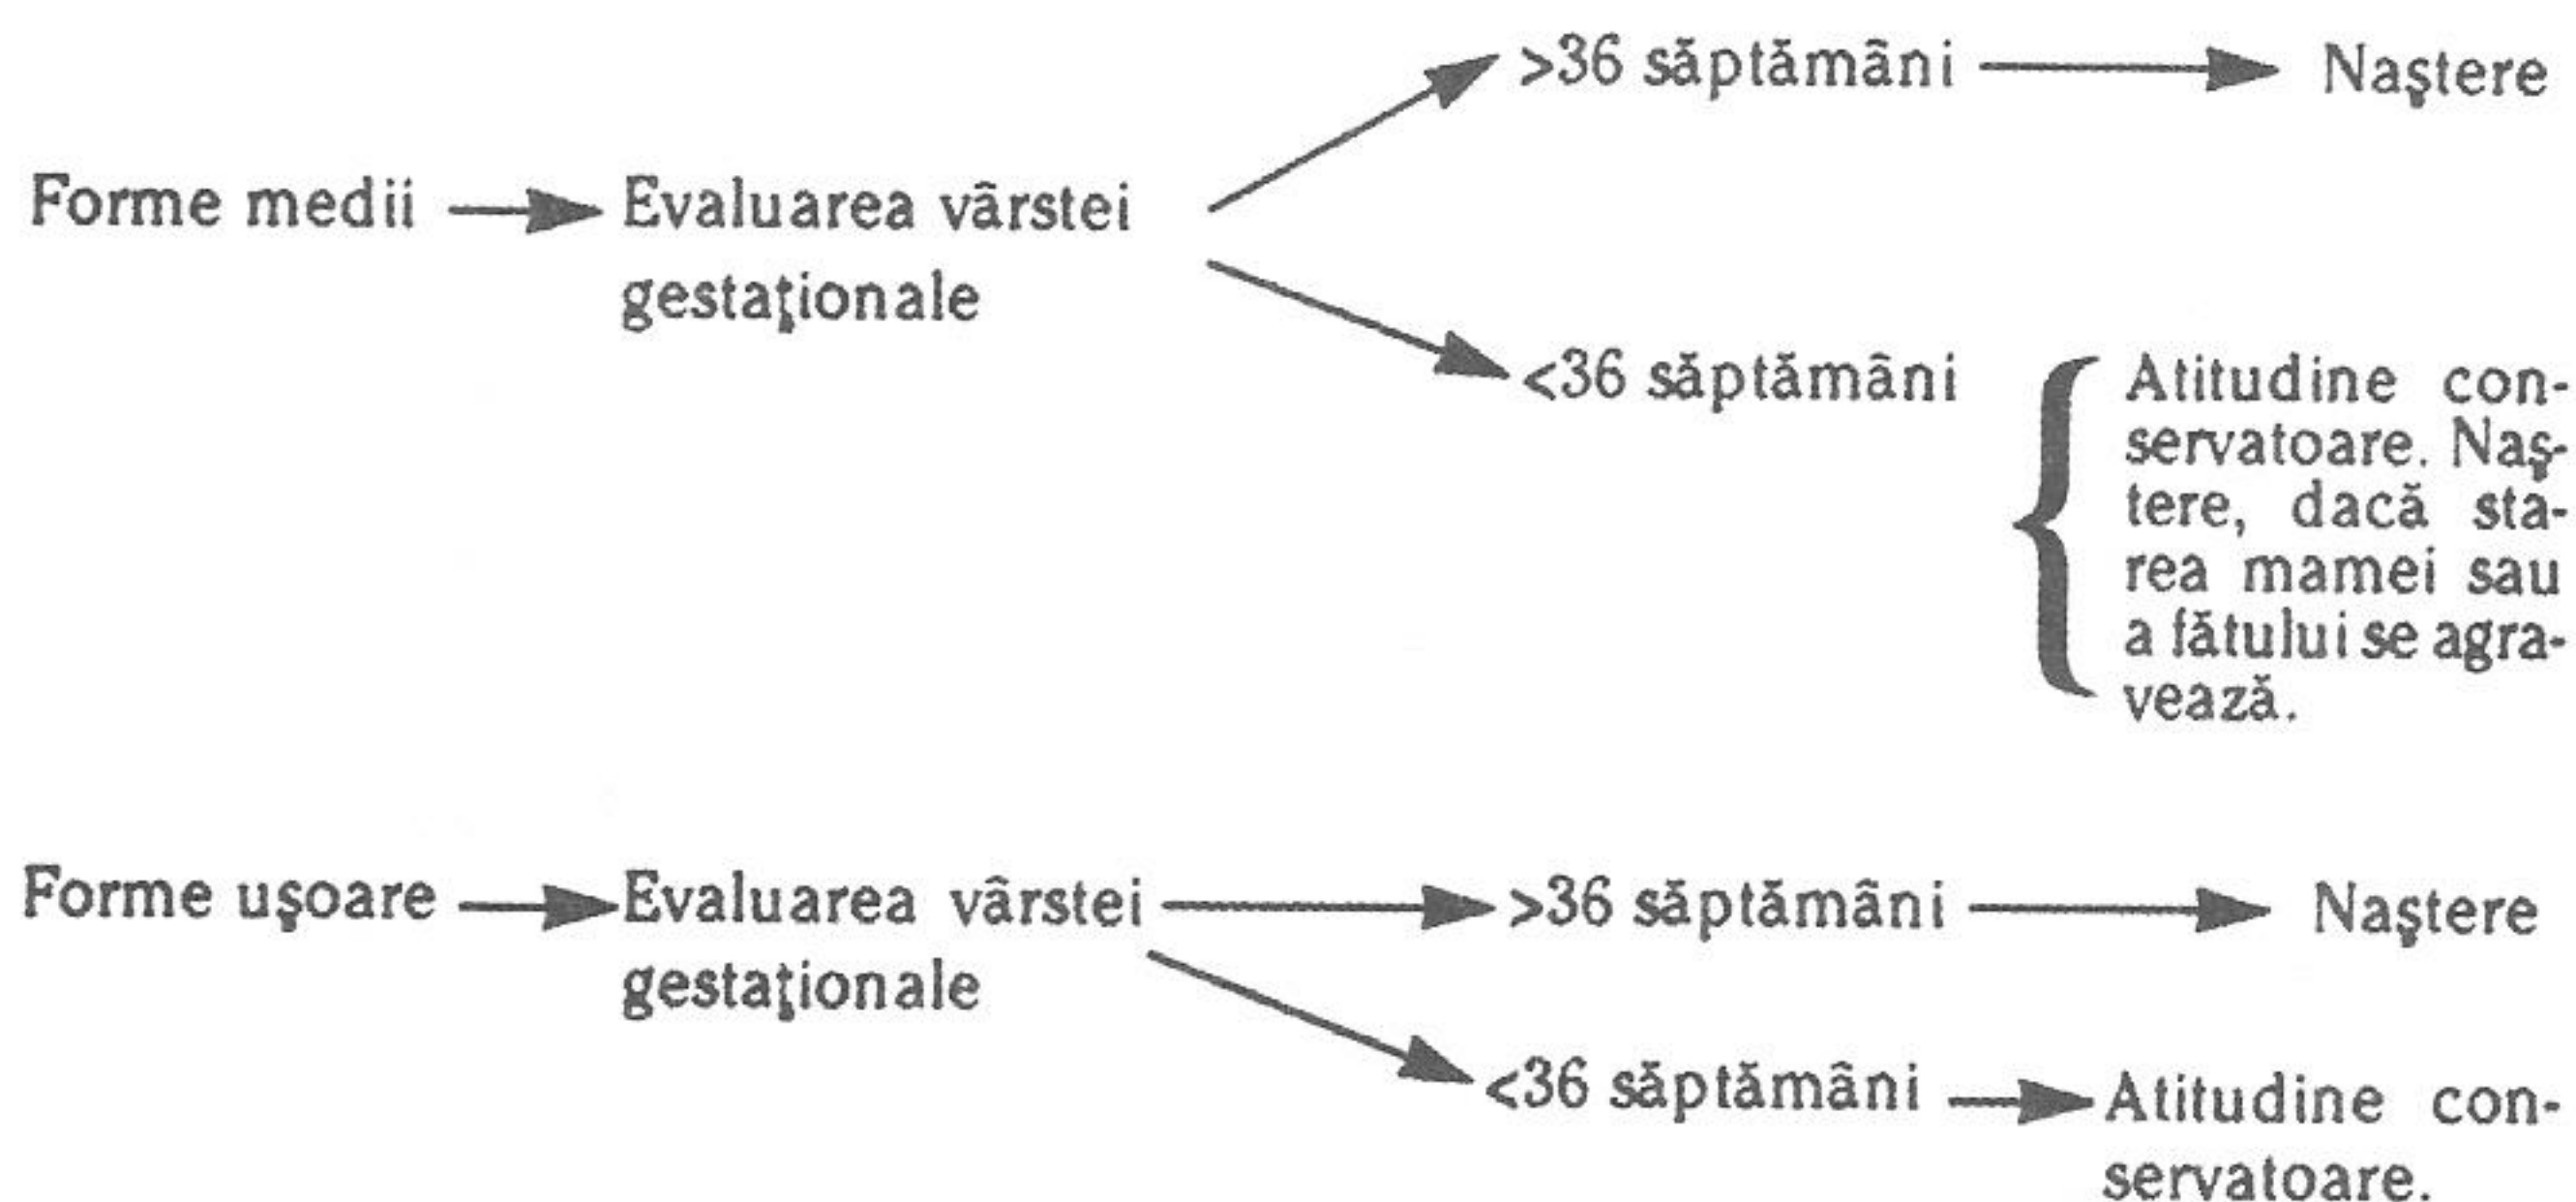 >36 săptămâni
Naştere
Forme medii
Evaluarea vârstei
gestaţionale
<36 săptămâni
Atitudine con-
servatoare. Naş-
tere, dacă sta-
rea mamei sau
a fătului se agra-
vează.
Forme uşoare
Evaluarea vârstei
gestaţionale
>36 săptămâni
Naştere
<36 săptămâni
Atitudine con-
servatoare.